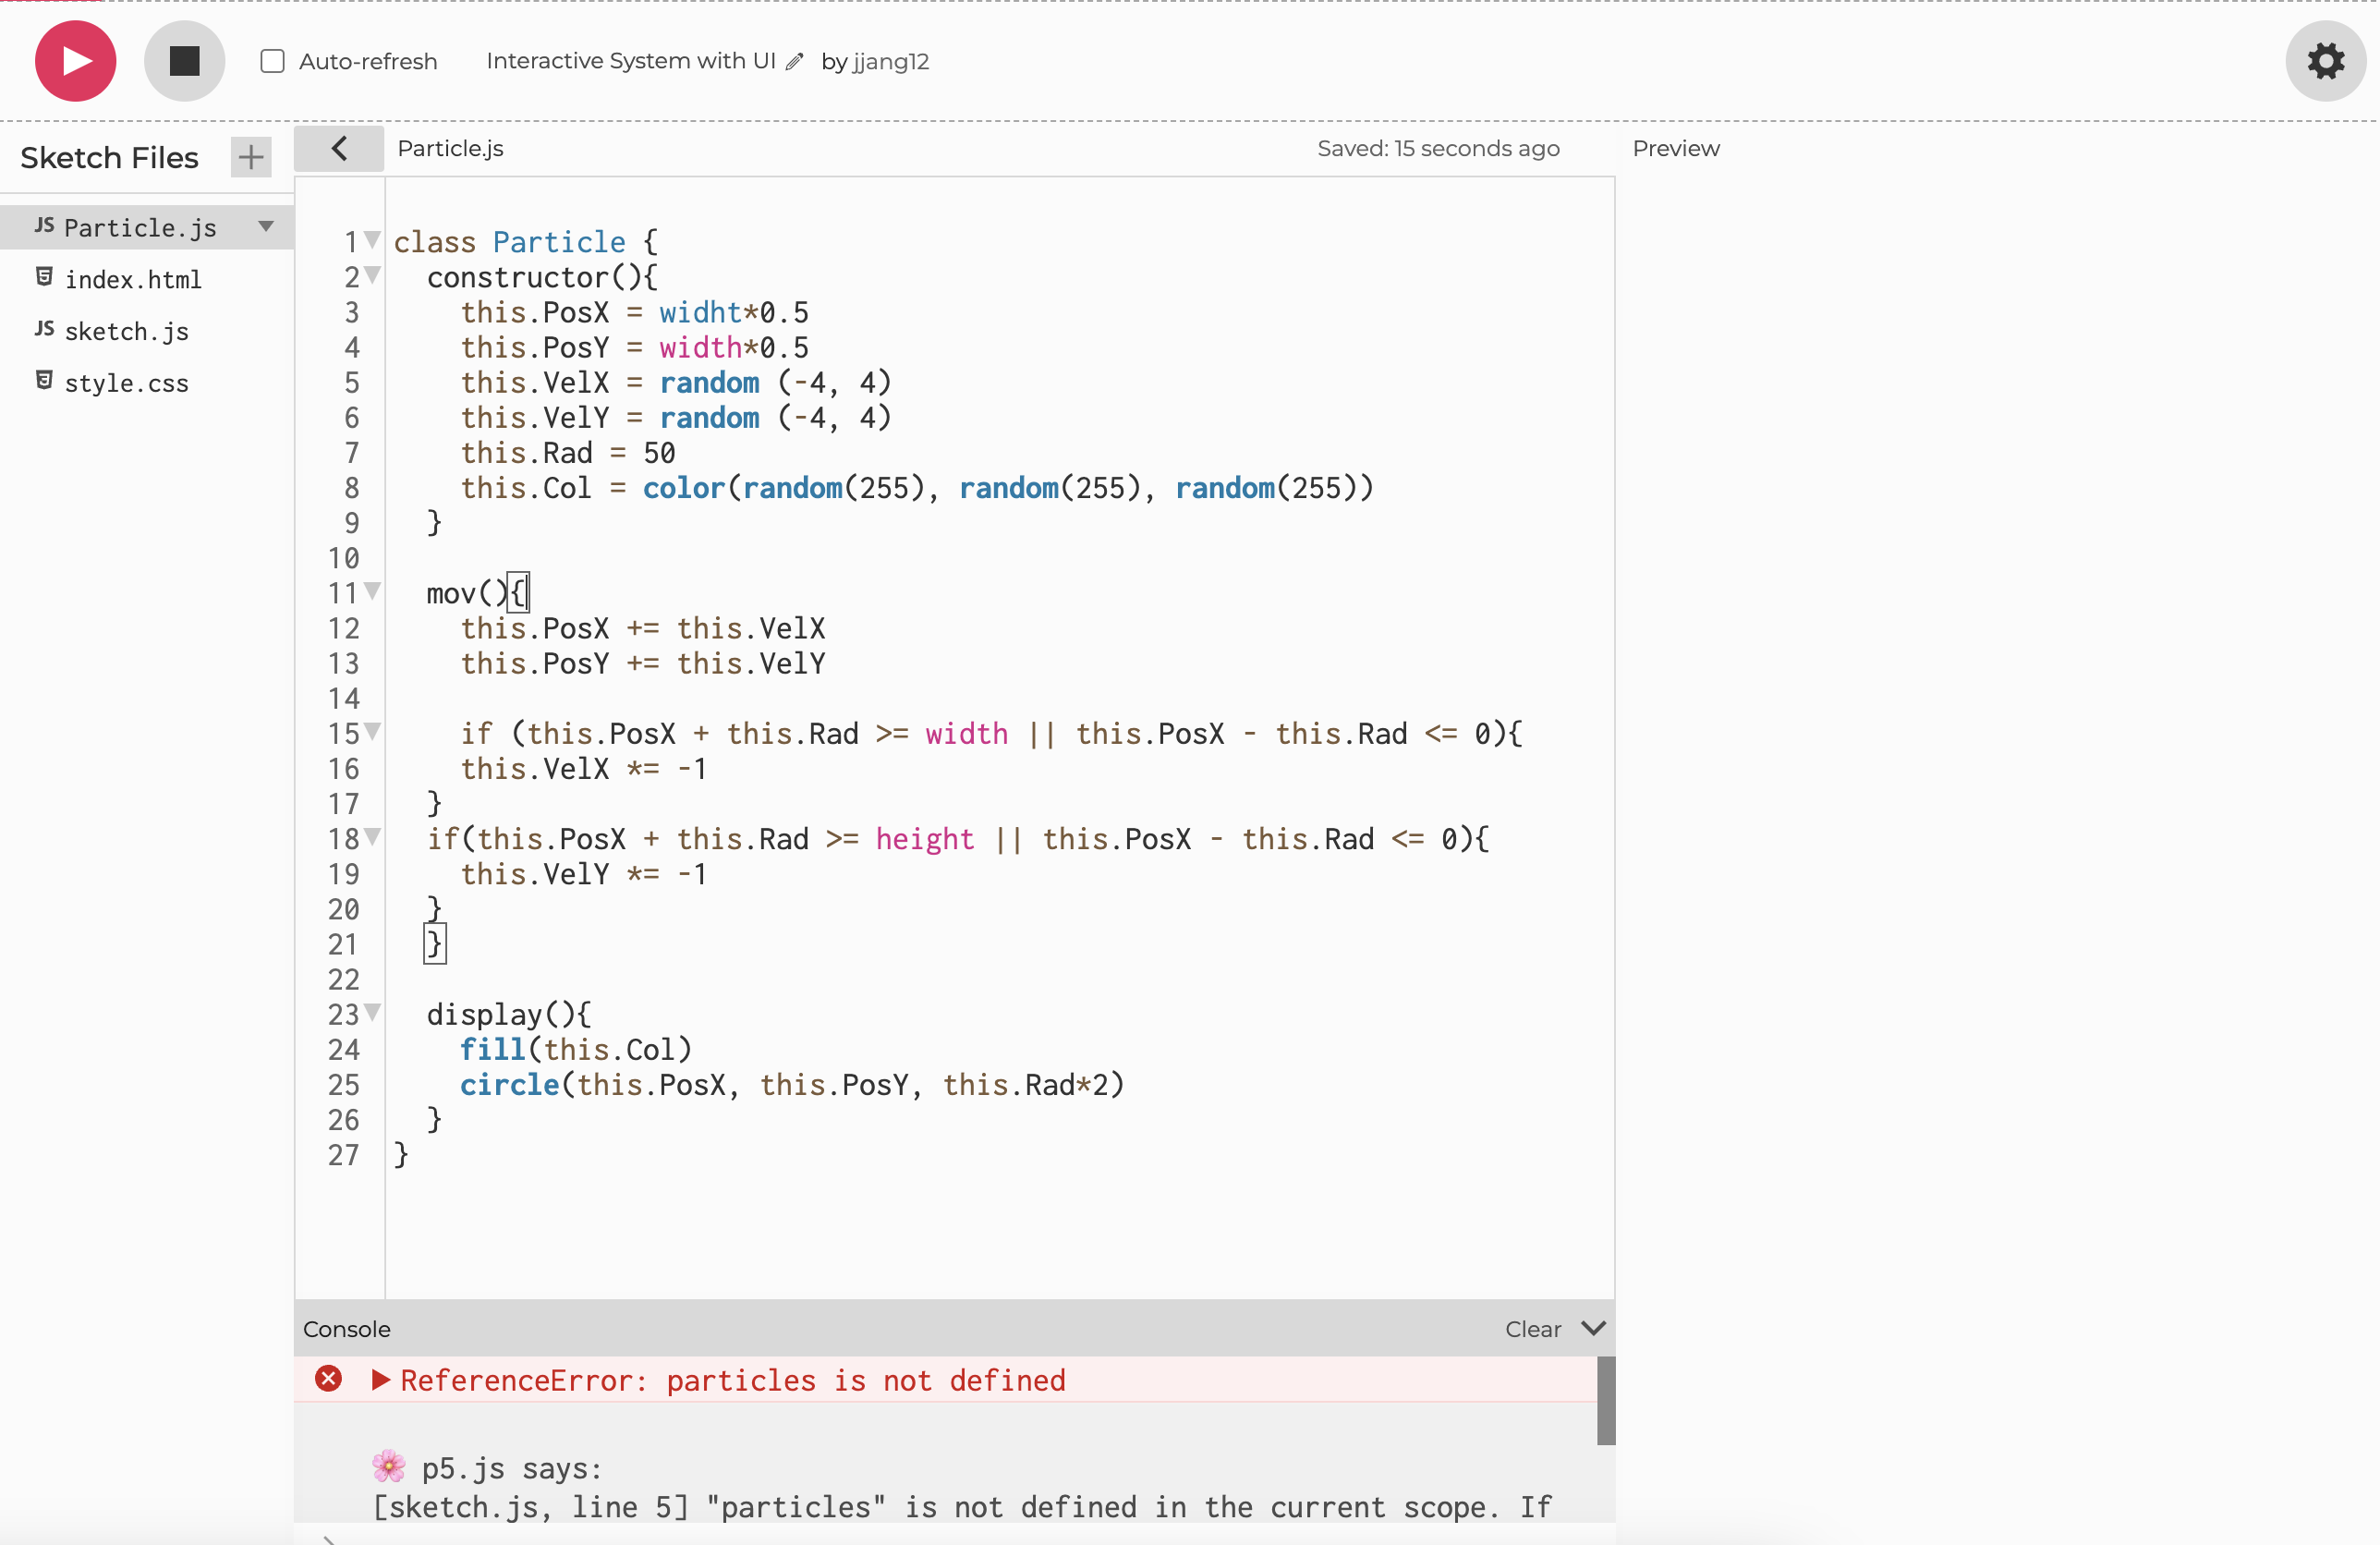 Auto-refresh Interactive System with UI by jjang12
Sketch Files +
Particle.js Saved: 15 seconds ago Preview
JS Particle.js
index.html
JS sketch.js
style.css
1 class Particle {
2   constructor(){
3     this.PosX = widht*0.5
4     this.PosY = width*0.5
5     this.VelX = random (-4, 4)
6     this.VelY = random (-4, 4)
7     this.Rad = 50
8     this.Col = color(random(255), random(255), random(255))
9   }
10
11   mov(){
12     this.PosX += this.VelX
13     this.PosY += this.VelY
14
15     if (this.PosX + this.Rad >= width || this.PosX - this.Rad <= 0){
16     this.VelX *= -1
17   }
18   if(this.PosX + this.Rad >= height || this.PosX - this.Rad <= 0){
19     this.VelY *= -1
20   }
21   }
22
23   display(){
24     fill(this.Col)
25     circle(this.PosX, this.PosY, this.Rad*2)
26   }
27 }
Console Clear
ReferenceError: particles is not defined
🌸 p5.js says:
[sketch.js, line 5] "particles" is not defined in the current scope. If